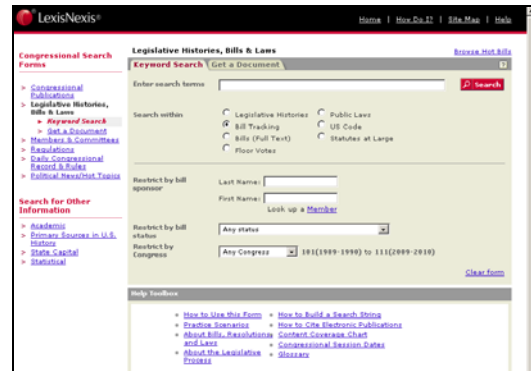 LexisNexis®
Home | How Do I? | Site Map | Help
Congressional Search Forms
> Congressional Publications
> Legislative Histories, Bills & Laws
> Keyword Search
> Get a Document
> Members & Committees
> Regulations
> Daily Congressional Record & Rules
> Political News/Hot Topics
Search for Other Information
> Academic
> Primary Sources in U.S. History
> State Capital
> Statistical
Legislative Histories, Bills & Laws
Browse Hot Bills
Keyword Search Get a Document
?
Enter search terms
Search
Search within
Legislative Histories Public Laws
Bill Tracking US Code
Bills (Full Text) Statutes at Large
Floor Votes
Restrict by bill sponsor
Last Name:
First Name:
Look up a Member
Restrict by bill status
Any status
Restrict by Congress
Any Congress 101(1989-1990) to 111(2009-2010)
Clear form
Help Toolbox
How to Use this Form
Practice Scenarios
About Bills, Resolutions and Laws
About the Legislative Process
How to Build a Search String
How to Cite Electronic Publications
Content Coverage Chart
Congressional Session Dates
Glossary